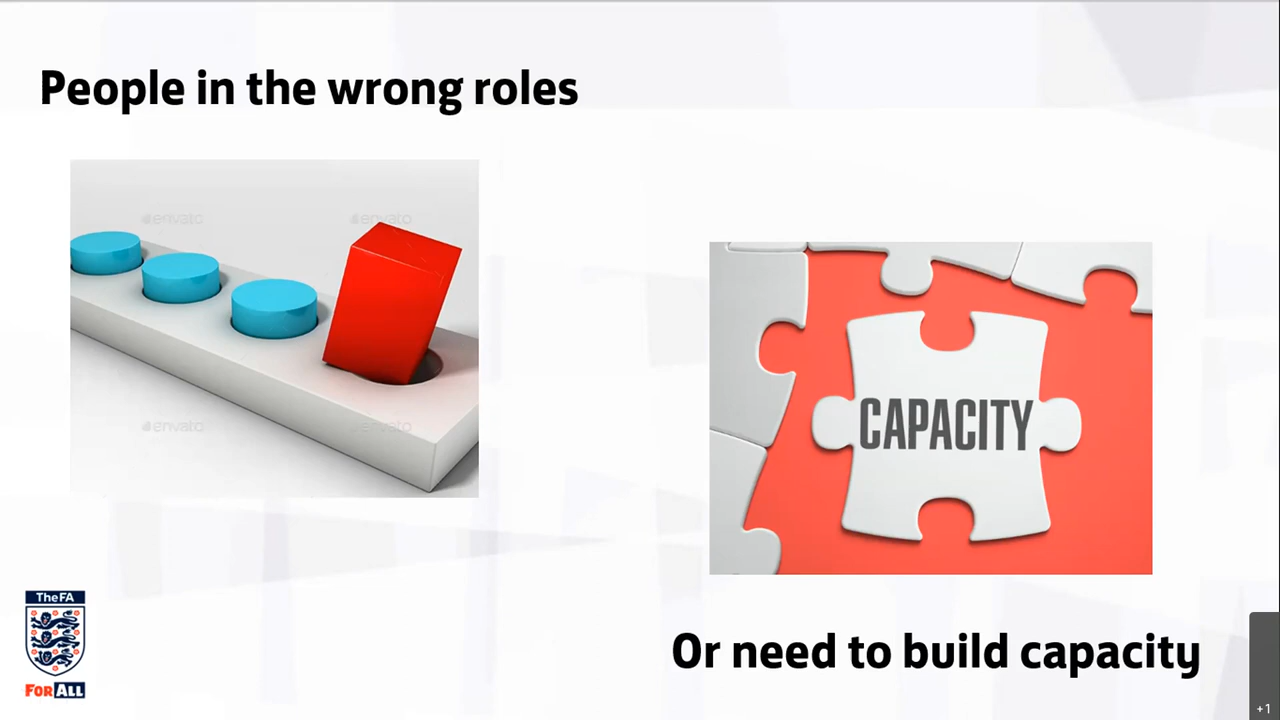 People in the wrong roles
envato envato
envato envato
CAPACITY
The FA
FOR ALL
Or need to build capacity
+1